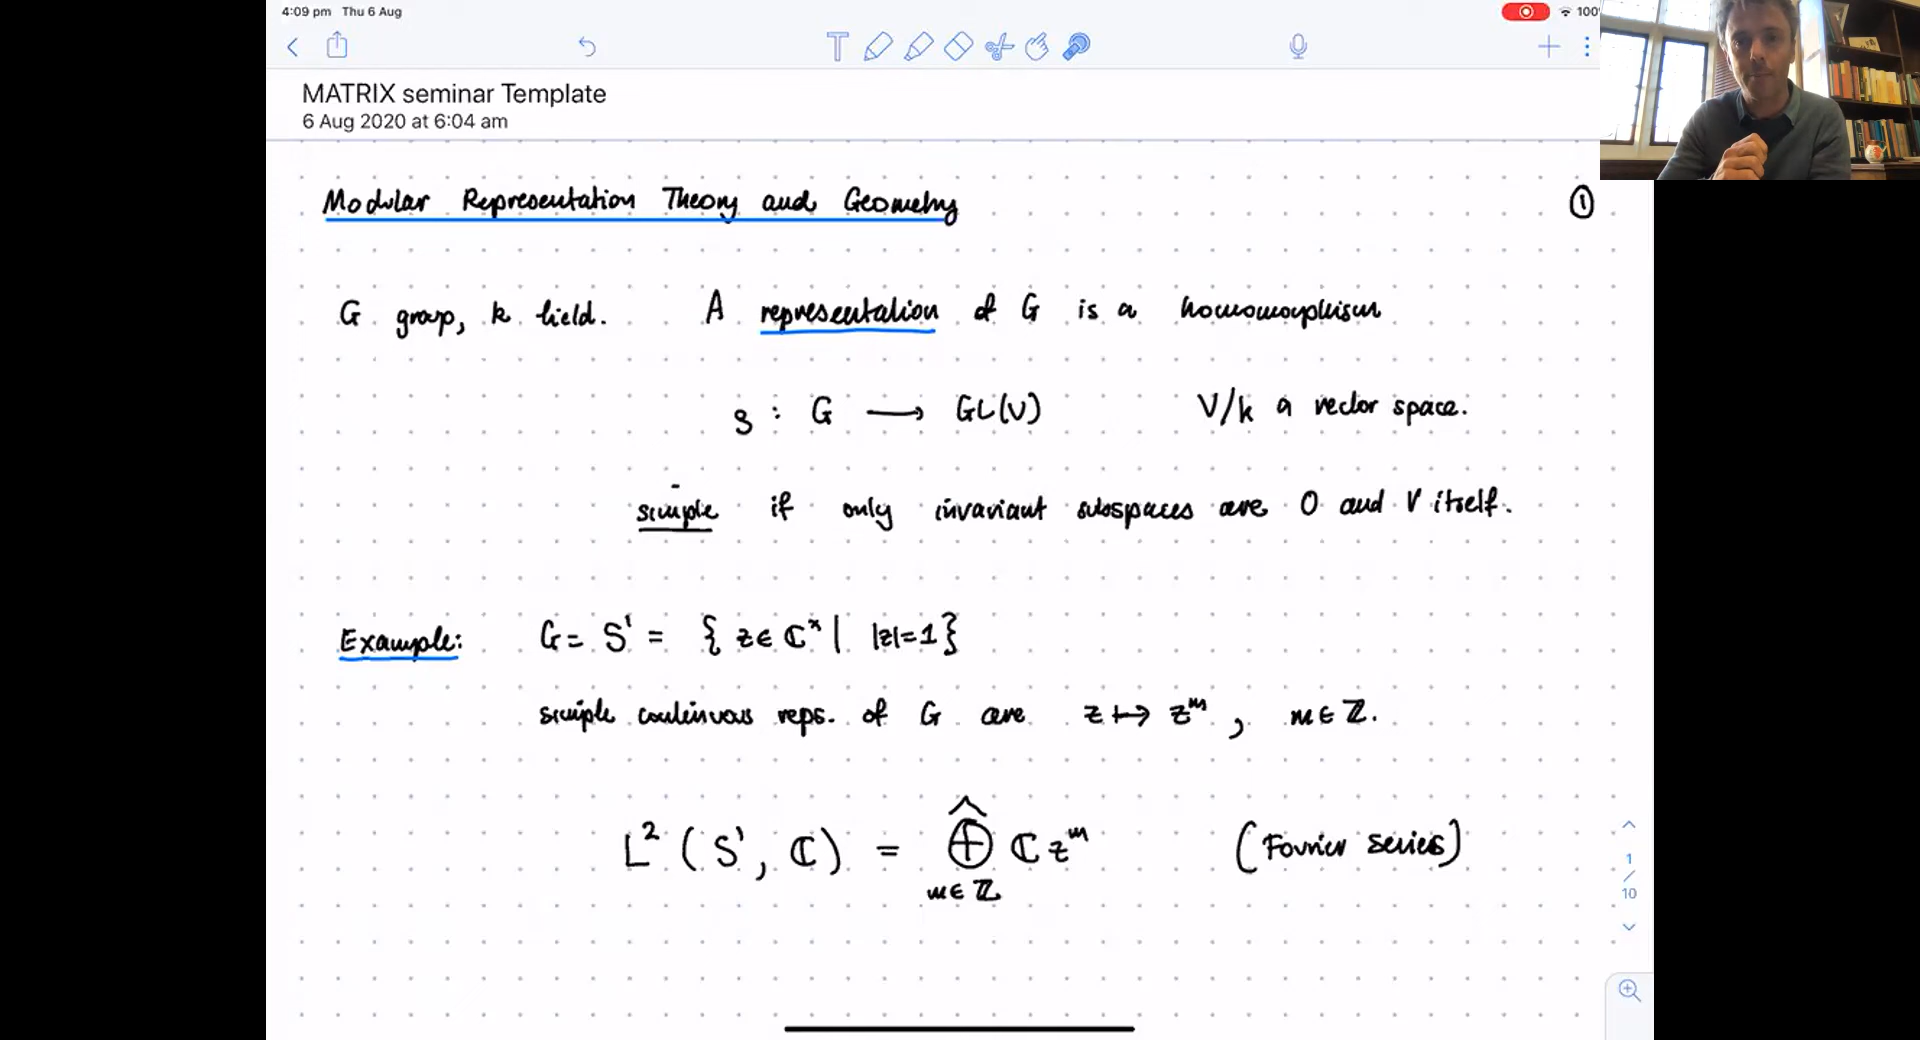 4:09 pm Thu 6 Aug
100
MATRIX seminar Template
6 Aug 2020 at 6:04 am
Modular Representation Theory and Geometry
①
G group, k field. A representation of G is a homomorphism
ρ : G ⟶ GL(V) V/k a vector space.
simple if only invariant subspaces are 0 and V itself.
Example: G = S¹ = { z ∈ ℂ^× | |z| = 1 }
simple continuous reps. of G are z ↦ z^m , m ∈ ℤ.
L² ( S¹, ℂ ) = ⨁̂_{m ∈ ℤ} ℂ z^m (Fourier Series)
1
/
10